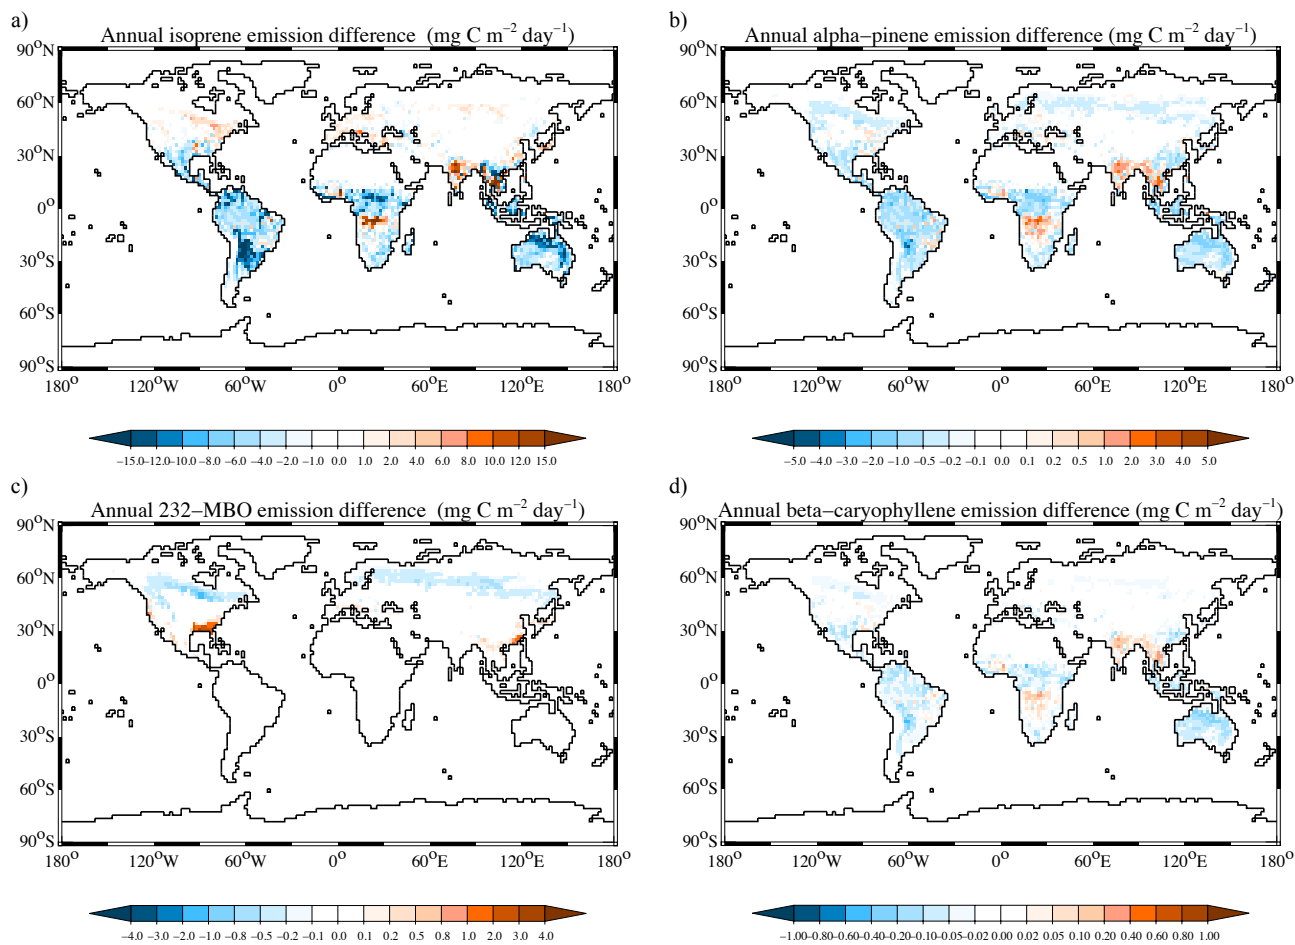 a)
Annual isoprene emission difference (mg C m⁻² day⁻¹)
90°N
60°N
30°N
0°
30°S
60°S
90°S
180° 120°W 60°W 0° 60°E 120°E 180°
−15.0 −12.0 −10.0 −8.0 −6.0 −4.0 −2.0 −1.0 0.0 1.0 2.0 4.0 6.0 8.0 10.0 12.0 15.0
b)
Annual alpha−pinene emission difference (mg C m⁻² day⁻¹)
90°N
60°N
30°N
0°
30°S
60°S
90°S
180° 120°W 60°W 0° 60°E 120°E 180°
−5.0 −4.0 −3.0 −2.0 −1.0 −0.5 −0.2 −0.1 0.0 0.1 0.2 0.5 1.0 2.0 3.0 4.0 5.0
c)
Annual 232−MBO emission difference (mg C m⁻² day⁻¹)
90°N
60°N
30°N
0°
30°S
60°S
90°S
180° 120°W 60°W 0° 60°E 120°E 180°
−4.0 −3.0 −2.0 −1.0 −0.8 −0.5 −0.2 −0.1 0.0 0.1 0.2 0.5 0.8 1.0 2.0 3.0 4.0
d)
Annual beta−caryophyllene emission difference (mg C m⁻² day⁻¹)
90°N
60°N
30°N
0°
30°S
60°S
90°S
180° 120°W 60°W 0° 60°E 120°E 180°
−1.00 −0.80 −0.60 −0.40 −0.20 −0.10 −0.05 −0.02 0.00 0.02 0.05 0.10 0.20 0.40 0.60 0.80 1.00